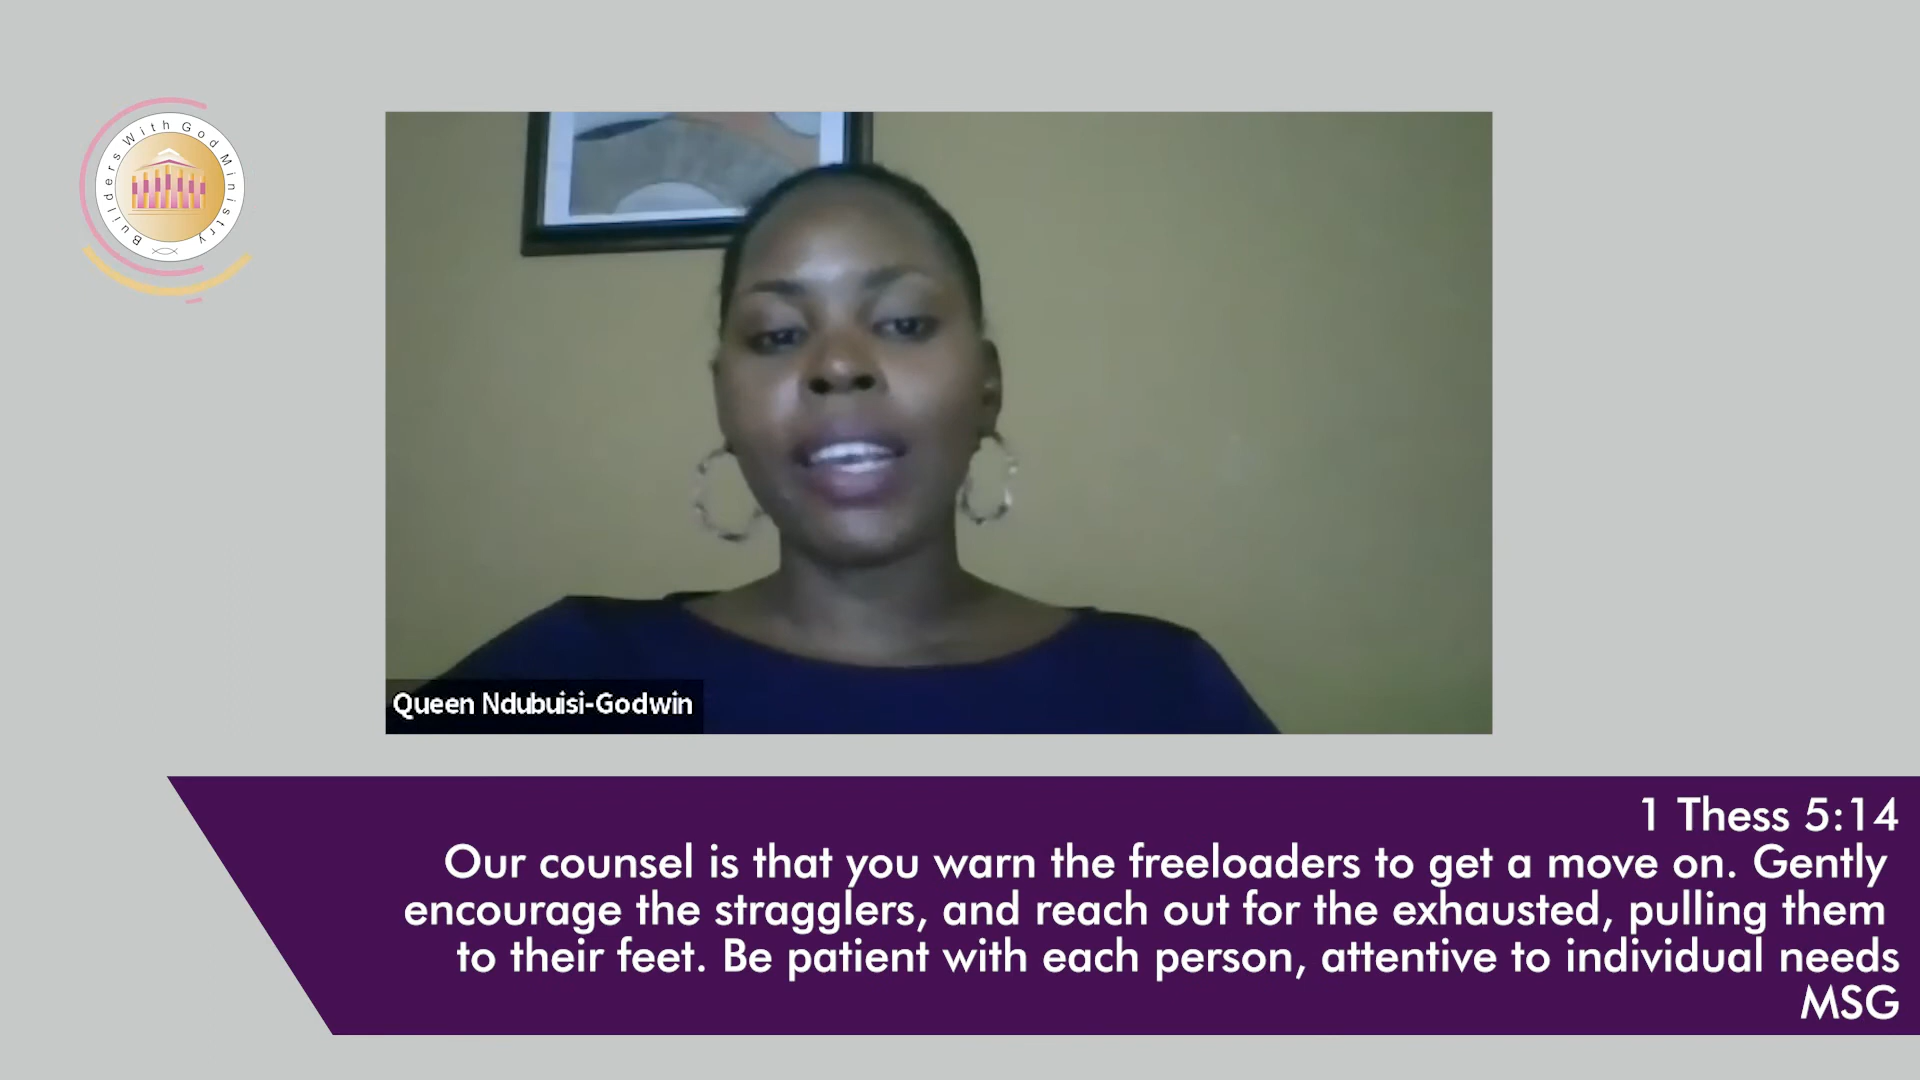 Builders With God Ministry
Queen Ndubuisi-Godwin
1 Thess 5:14
Our counsel is that you warn the freeloaders to get a move on. Gently
encourage the stragglers, and reach out for the exhausted, pulling them
to their feet. Be patient with each person, attentive to individual needs
MSG